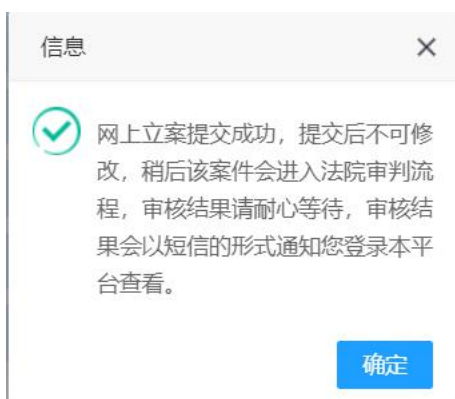 信息
网上立案提交成功，提交后不可修
改，稍后该案件会进入法院审判流
程，审核结果请耐心等待，审核结
果会以短信的形式通知您登录本平
台查看。
确定